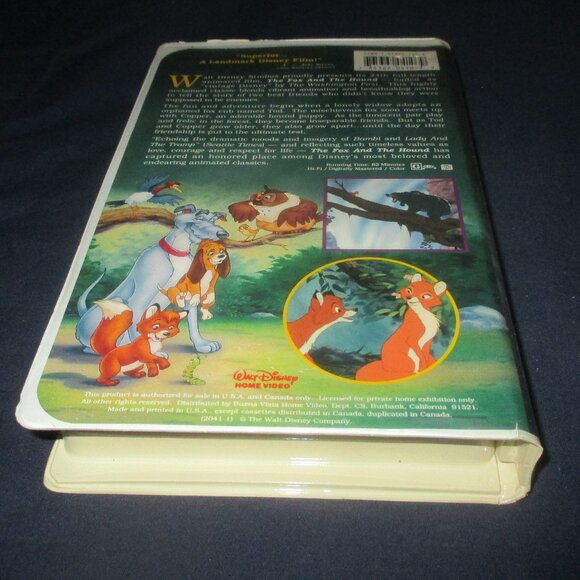 "Superior...
A Landmark Disney Film!"
Walt Disney Studios proudly presents its 24th full-length
animated film, The Fox And The Hound. Hailed as
"vintage Disney" by The Washington Post, this highly
acclaimed classic blends vibrant animation and breathtaking action
to tell the story of two best friends who didn't know they were
supposed to be enemies.
The fun and adventure begin when a lonely widow adopts an
orphaned fox cub named Tod. The mischievous fox soon meets up
with Copper, an adorable hound puppy. As the innocent pair play
and frolic in the forest, they become inseparable friends. But as Tod
and Copper grow older, they also grow apart...until the day their
friendship is put to the ultimate test.
"Echoing the dramatic moods and imagery of Bambi and Lady And
The Tramp" (Seattle Times) — and reflecting such timeless values as
love, courage and respect for life — The Fox And The Hound has
captured an honored place among Disney's most beloved and
endearing animated classics.
Running Time: 83 Minutes
Hi-Fi / Digitally Mastered / Color
Walt Disney
HOME VIDEO
This product is authorized for sale in U.S.A. and Canada only. Licensed for private home exhibition only.
All other rights reserved. Distributed by Buena Vista Home Video, Dept. CS, Burbank, California 91521.
Made and printed in U.S.A., except cassettes distributed in Canada, duplicated in Canada.
(2041-1) © The Walt Disney Company.